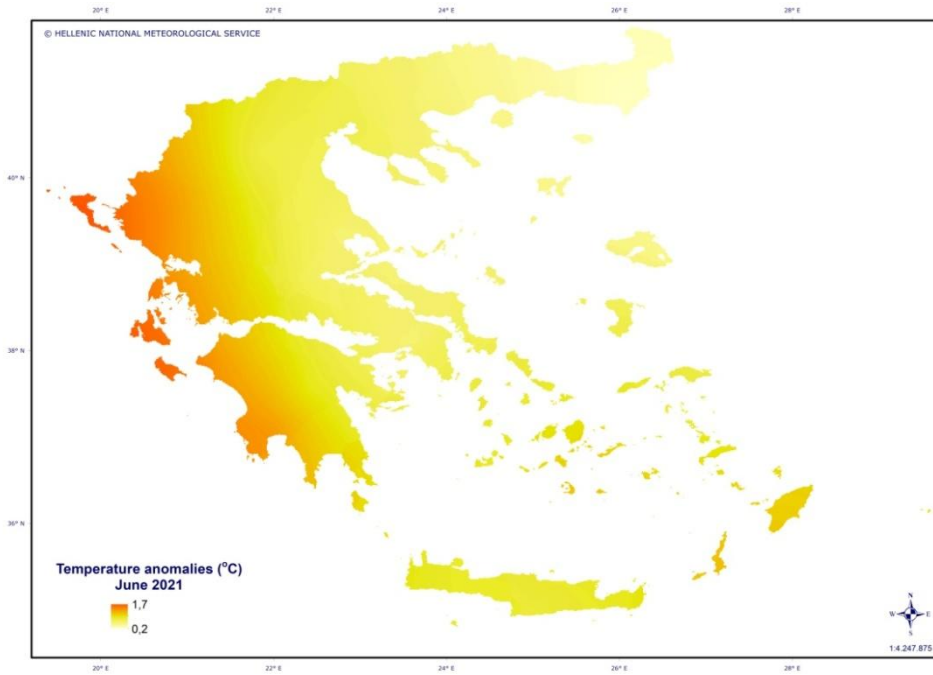 20° E 22° E 24° E 26° E 28° E
© HELLENIC NATIONAL METEOROLOGICAL SERVICE
40° N
38° N
36° N
Temperature anomalies (°C)
June 2021
1,7
0,2
N
W E
S
1:4.247.875
20° E 22° E 24° E 26° E 28° E